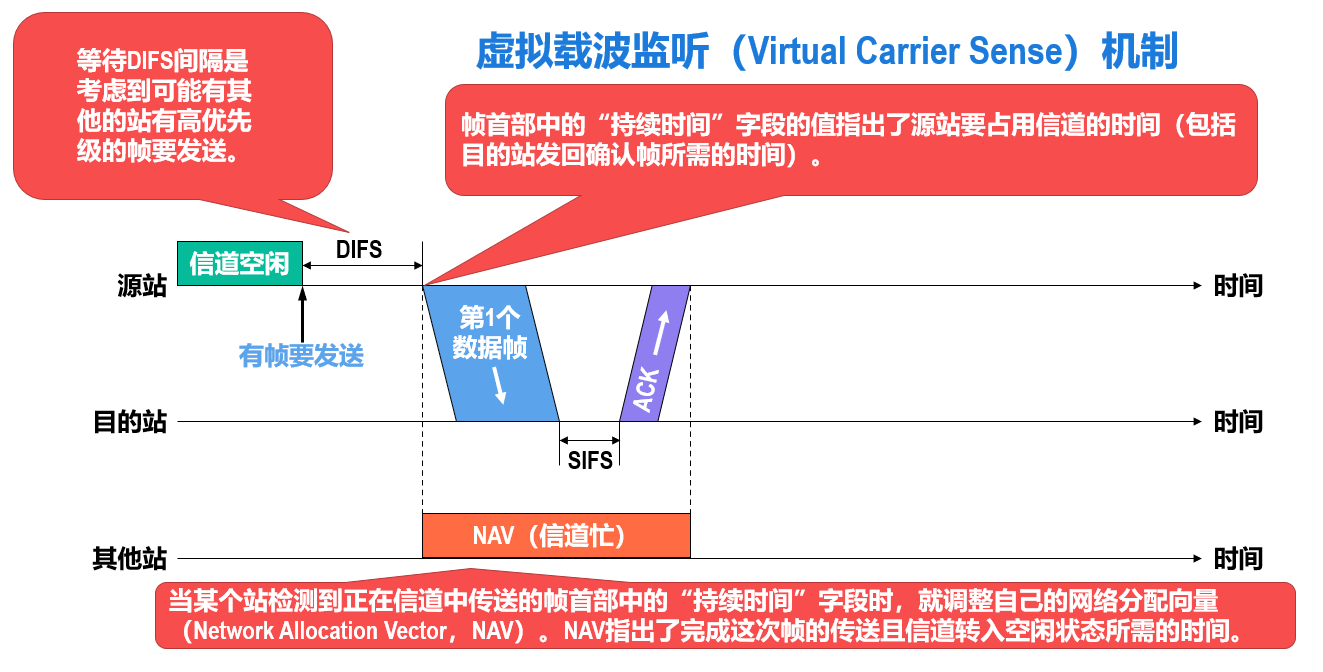 虚拟载波监听（Virtual Carrier Sense）机制
等待DIFS间隔是
考虑到可能有其
他的站有高优先
级的帧要发送。
帧首部中的“持续时间”字段的值指出了源站要占用信道的时间（包括
目的站发回确认帧所需的时间）。
信道空闲
DIFS
源站
时间
有帧要发送
第1个
数据帧
ACK
目的站
时间
SIFS
NAV（信道忙）
其他站
时间
当某个站检测到正在信道中传送的帧首部中的“持续时间”字段时，就调整自己的网络分配向量
（Network Allocation Vector，NAV）。NAV指出了完成这次帧的传送且信道转入空闲状态所需的时间。